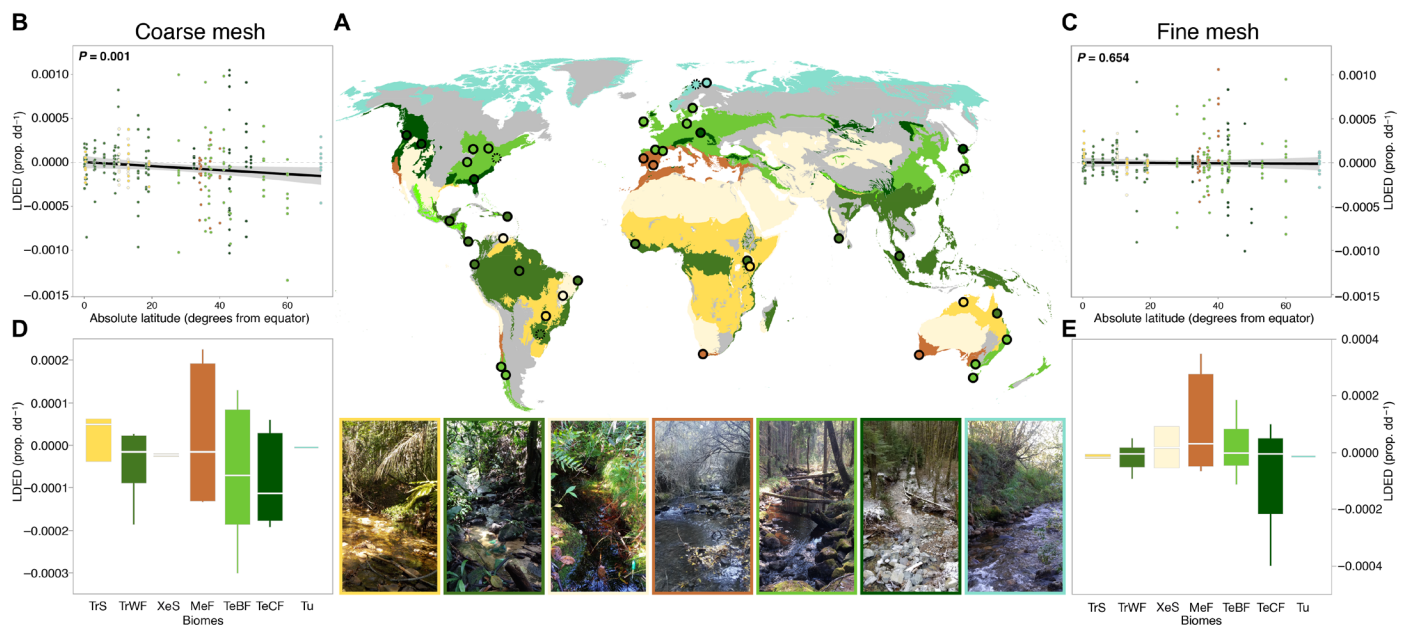 B
Coarse mesh
A
C
Fine mesh
P = 0.001
P = 0.654
LDED (prop. dd⁻¹)
0.0010
0.0005
0.0000
−0.0005
−0.0010
−0.0015
0
20
40
60
Absolute latitude (degrees from equator)
0.0010
0.0005
0.0000
−0.0005
−0.0010
−0.0015
LDED (prop. dd⁻¹)
0
20
40
60
Absolute latitude (degrees from equator)
D
LDED (prop. dd⁻¹)
0.0002
0.0001
0.0000
−0.0001
−0.0002
−0.0003
TrS TrWF XeS MeF TeBF TeCF Tu
Biomes
E
0.0004
0.0002
0.0000
−0.0002
−0.0004
LDED (prop. dd⁻¹)
TrS TrWF XeS MeF TeBF TeCF Tu
Biomes